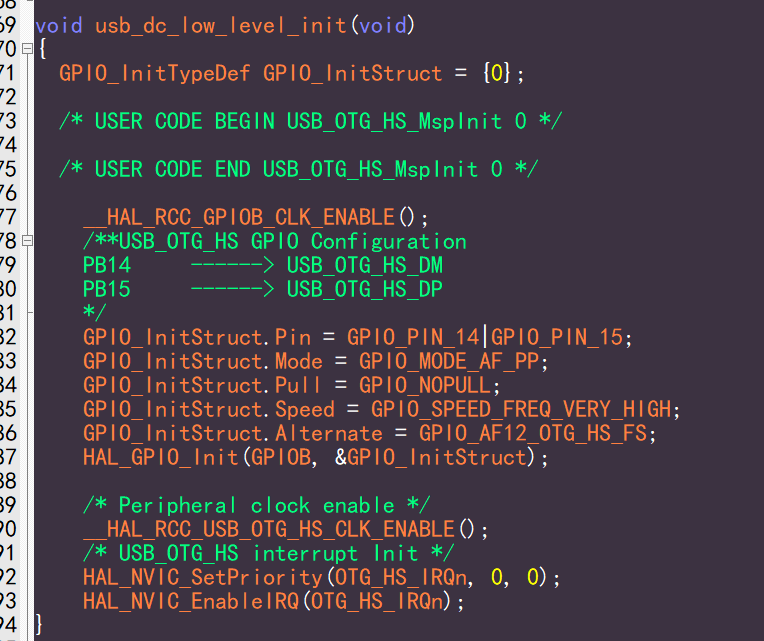 68
69 void usb_dc_low_level_init(void)
70 {
71 GPIO_InitTypeDef GPIO_InitStruct = {0};
72
73 /* USER CODE BEGIN USB_OTG_HS_MspInit 0 */
74
75 /* USER CODE END USB_OTG_HS_MspInit 0 */
76
77 __HAL_RCC_GPIOB_CLK_ENABLE();
78 /**USB_OTG_HS GPIO Configuration
79 PB14 ------> USB_OTG_HS_DM
80 PB15 ------> USB_OTG_HS_DP
81 */
82 GPIO_InitStruct.Pin = GPIO_PIN_14|GPIO_PIN_15;
83 GPIO_InitStruct.Mode = GPIO_MODE_AF_PP;
84 GPIO_InitStruct.Pull = GPIO_NOPULL;
85 GPIO_InitStruct.Speed = GPIO_SPEED_FREQ_VERY_HIGH;
86 GPIO_InitStruct.Alternate = GPIO_AF12_OTG_HS_FS;
87 HAL_GPIO_Init(GPIOB, &GPIO_InitStruct);
88
89 /* Peripheral clock enable */
90 __HAL_RCC_USB_OTG_HS_CLK_ENABLE();
91 /* USB_OTG_HS interrupt Init */
92 HAL_NVIC_SetPriority(OTG_HS_IRQn, 0, 0);
93 HAL_NVIC_EnableIRQ(OTG_HS_IRQn);
94 }